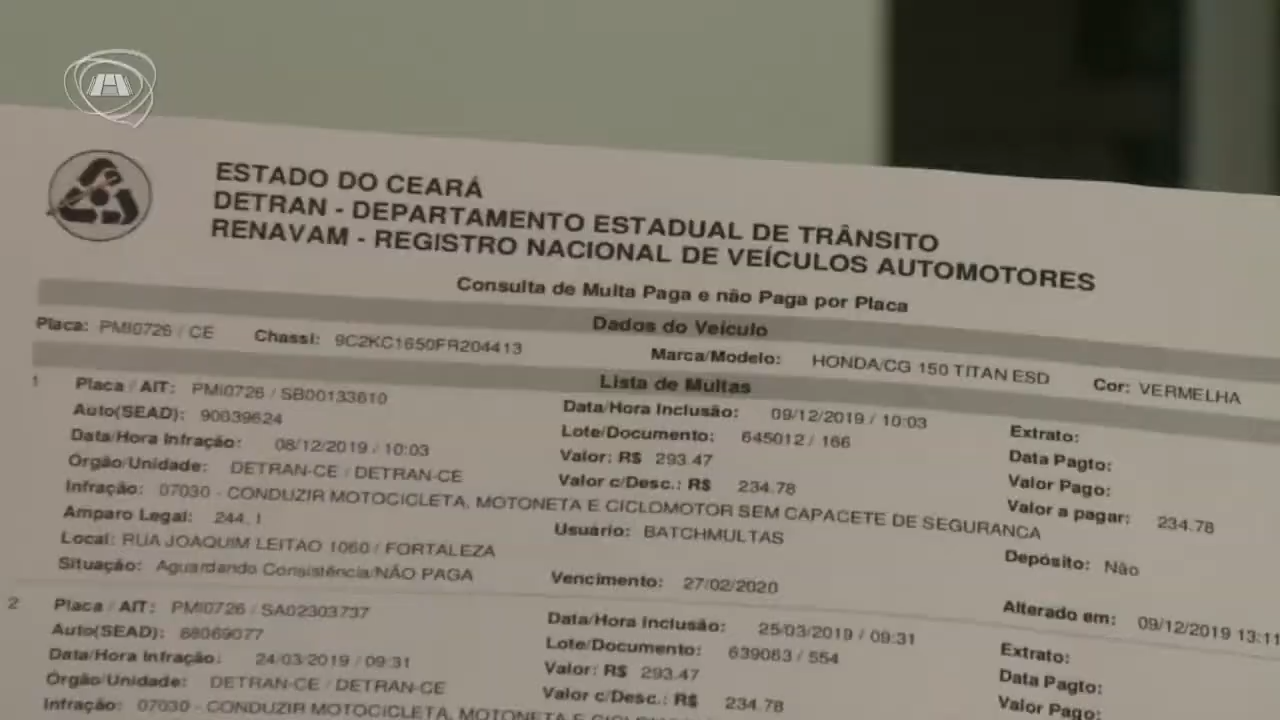 ESTADO DO CEARÁ
DETRAN - DEPARTAMENTO ESTADUAL DE TRÂNSITO
RENAVAM - REGISTRO NACIONAL DE VEÍCULOS AUTOMOTORES
Consulta de Multa Paga e não Paga por Placa
Dados do Veículo
Placa: PMI0726 / CE Chassi: 9C2KC1650FR204413 Marca/Modelo: HONDA/CG 150 TITAN ESD Cor: VERMELHA
Lista de Multas
1 Placa / AIT: PMI0726 / SB00133610 Data/Hora Inclusão: 09/12/2019 / 10:03 Extrato:
Auto(SEAD): 90039624 Lote/Documento: 645012 / 166 Data Pagto:
Data/Hora Infração: 08/12/2019 / 10:03 Valor: R$ 293.47 Valor Pago:
Órgão/Unidade: DETRAN-CE / DETRAN-CE Valor c/Desc.: R$ 234.78 Valor a pagar: 234.78
Infração: 07030 - CONDUZIR MOTOCICLETA, MOTONETA E CICLOMOTOR SEM CAPACETE DE SEGURANCA
Amparo Legal: 244, I Usuário: BATCHMULTAS Depósito: Não
Local: RUA JOAQUIM LEITAO 1060 / FORTALEZA
Situação: Aguardando Consistência/NÃO PAGA Vencimento: 27/02/2020 Alterado em: 09/12/2019 13:11
2 Placa / AIT: PMI0726 / SA02303737 Data/Hora Inclusão: 25/03/2019 / 09:31 Extrato:
Auto(SEAD): 88069077 Lote/Documento: 639063 / 554 Data Pagto:
Data/Hora Infração: 24/03/2019 / 09:31 Valor: R$ 293.47 Valor Pago:
Órgão/Unidade: DETRAN-CE / DETRAN-CE Valor c/Desc.: R$ 234.78
Infração: 07030 - CONDUZIR MOTOCICLETA, MOTONETA E CICLOMOTOR SEM